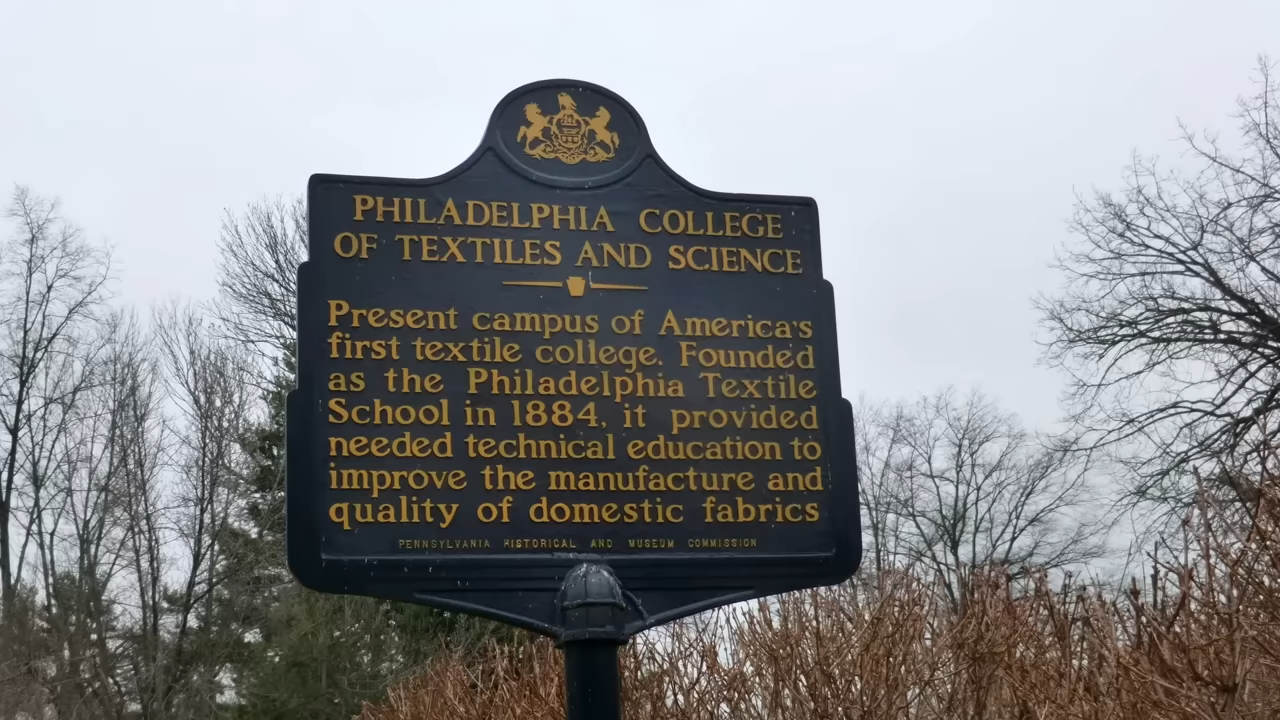 PHILADELPHIA COLLEGE
OF TEXTILES AND SCIENCE
Present campus of America's
first textile college. Founded
as the Philadelphia Textile
School in 1884, it provided
needed technical education to
improve the manufacture and
quality of domestic fabrics
PENNSYLVANIA HISTORICAL AND MUSEUM COMMISSION